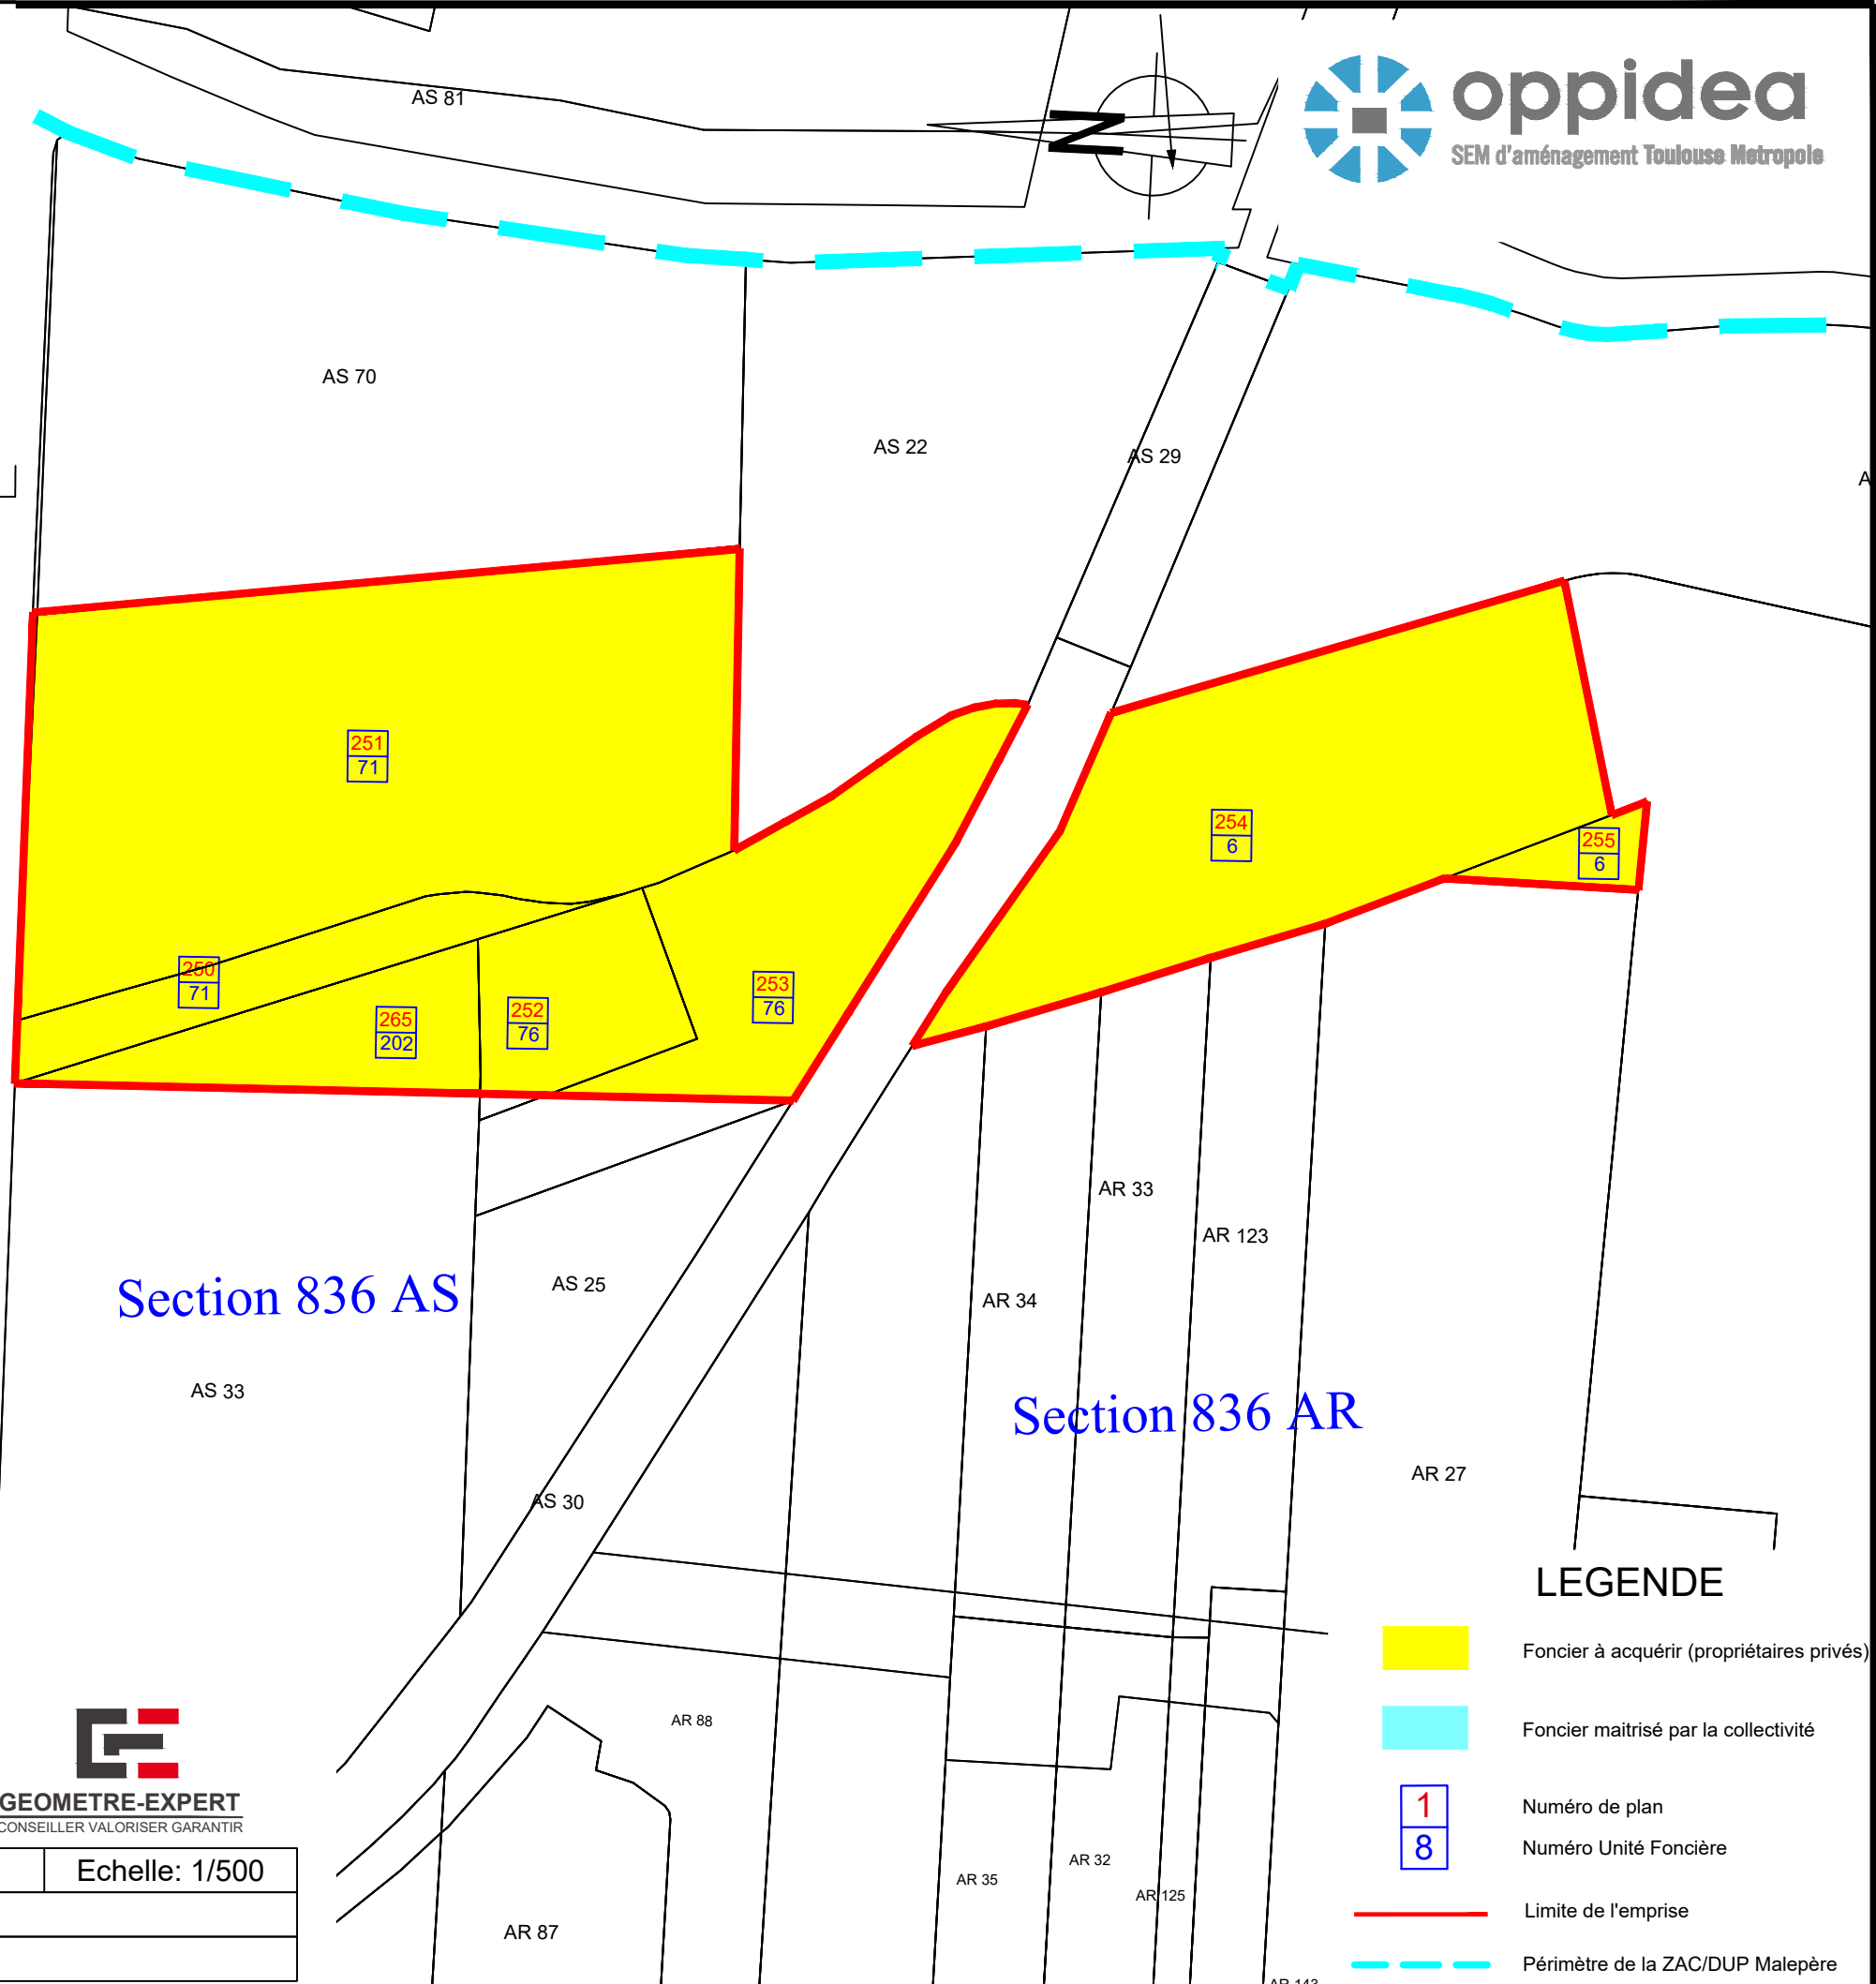 oppidea
SEM d'aménagement Toulouse Metropole
N
AS 81
AS 70
AS 22
AS 29
A
251
71
254
6
255
6
250
71
265
202
252
76
253
76
AR 33
AR 123
Section 836 AS
AS 25
AR 34
AS 33
Section 836 AR
AR 27
AS 30
LEGENDE
Foncier à acquérir (propriétaires privés)
AR 88
Foncier maitrisé par la collectivité
GEOMETRE-EXPERT
CONSEILLER VALORISER GARANTIR
1
Numéro de plan
8
Numéro Unité Foncière
Echelle: 1/500
AR 35
AR 32
AR 125
Limite de l'emprise
AR 87
Périmètre de la ZAC/DUP Malepère
AR 143